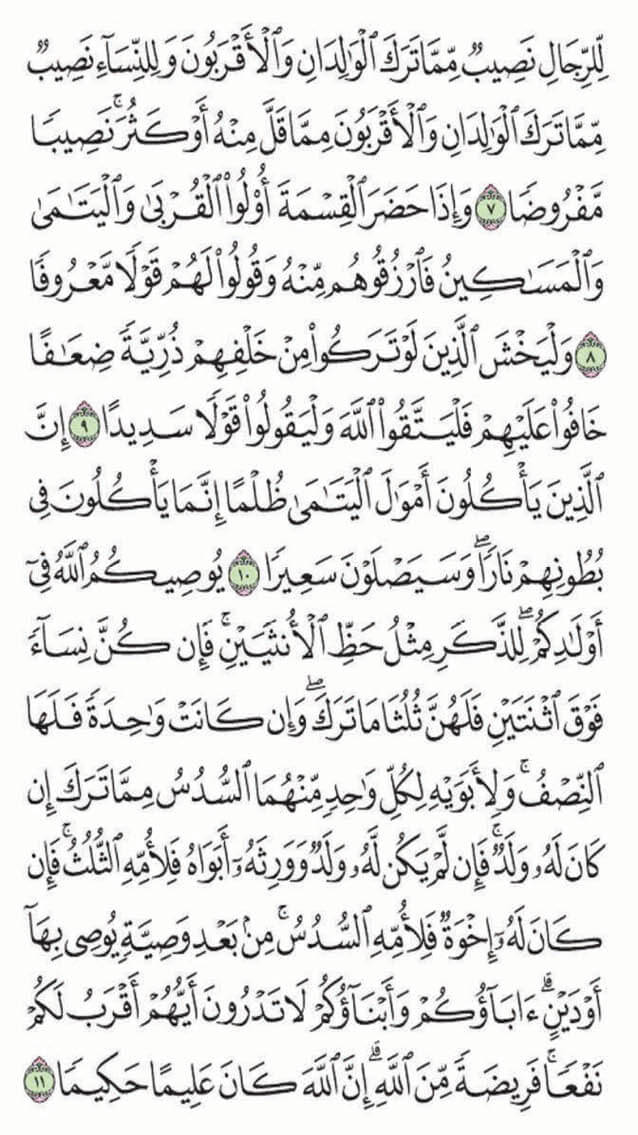 لِّلرِّجَالِ نَصِيبٞ مِّمَّا تَرَكَ ٱلۡوَٰلِدَانِ وَٱلۡأَقۡرَبُونَ وَلِلنِّسَآءِ نَصِيبٞ
مِّمَّا تَرَكَ ٱلۡوَٰلِدَانِ وَٱلۡأَقۡرَبُونَ مِمَّا قَلَّ مِنۡهُ أَوۡ كَثُرَۚ نَصِيبٗا
مَّفۡرُوضٗا ٧ وَإِذَا حَضَرَ ٱلۡقِسۡمَةَ أُوْلُواْ ٱلۡقُرۡبَىٰ وَٱلۡيَتَٰمَىٰ
وَٱلۡمَسَٰكِينُ فَٱرۡزُقُوهُم مِّنۡهُ وَقُولُواْ لَهُمۡ قَوۡلٗا مَّعۡرُوفٗا
٨ وَلۡيَخۡشَ ٱلَّذِينَ لَوۡ تَرَكُواْ مِنۡ خَلۡفِهِمۡ ذُرِّيَّةٗ ضِعَٰفًا
خَافُواْ عَلَيۡهِمۡ فَلۡيَتَّقُواْ ٱللَّهَ وَلۡيَقُولُواْ قَوۡلٗا سَدِيدًا ٩ إِنَّ
ٱلَّذِينَ يَأۡكُلُونَ أَمۡوَٰلَ ٱلۡيَتَٰمَىٰ ظُلۡمًا إِنَّمَا يَأۡكُلُونَ فِي
بُطُونِهِمۡ نَارٗاۖ وَسَيَصۡلَوۡنَ سَعِيرٗا ١٠ يُوصِيكُمُ ٱللَّهُ فِيٓ
أَوۡلَٰدِكُمۡۖ لِلذَّكَرِ مِثۡلُ حَظِّ ٱلۡأُنثَيَيۡنِۚ فَإِن كُنَّ نِسَآءٗ
فَوۡقَ ٱثۡنَتَيۡنِ فَلَهُنَّ ثُلُثَا مَا تَرَكَۖ وَإِن كَانَتۡ وَٰحِدَةٗ فَلَهَا
ٱلنِّصۡفُۚ وَلِأَبَوَيۡهِ لِكُلِّ وَٰحِدٖ مِّنۡهُمَا ٱلسُّدُسُ مِمَّا تَرَكَ إِن
كَانَ لَهُۥ وَلَدٞۚ فَإِن لَّمۡ يَكُن لَّهُۥ وَلَدٞ وَوَرِثَهُۥٓ أَبَوَاهُ فَلِأُمِّهِ ٱلثُّلُثُۚ فَإِن
كَانَ لَهُۥٓ إِخۡوَةٞ فَلِأُمِّهِ ٱلسُّدُسُۚ مِنۢ بَعۡدِ وَصِيَّةٖ يُوصِي بِهَآ
أَوۡ دَيۡنٍۗ ءَابَآؤُكُمۡ وَأَبۡنَآؤُكُمۡ لَا تَدۡرُونَ أَيُّهُمۡ أَقۡرَبُ لَكُمۡ
نَفۡعٗاۚ فَرِيضَةٗ مِّنَ ٱللَّهِۗ إِنَّ ٱللَّهَ كَانَ عَلِيمًا حَكِيمٗا ١١